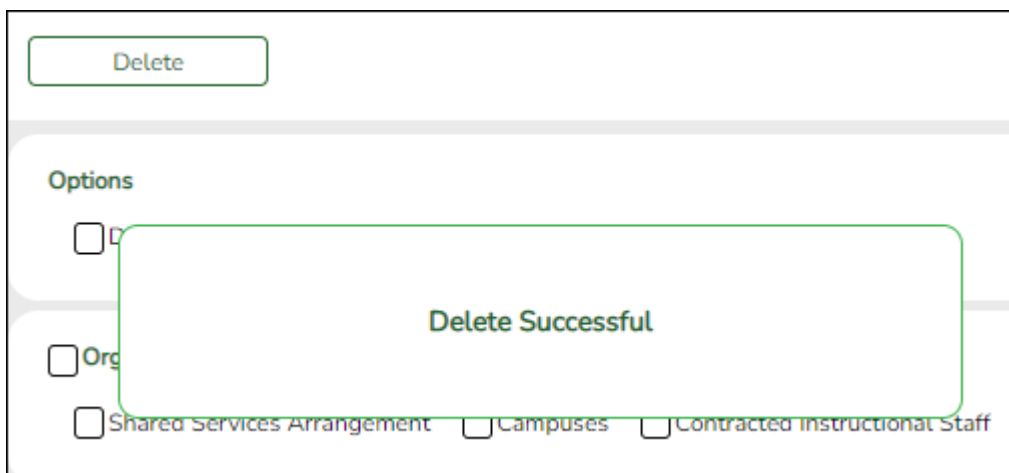 Delete
Options
Delete Successful
Shared Services Arrangement Campuses Contracted Instructional Staff